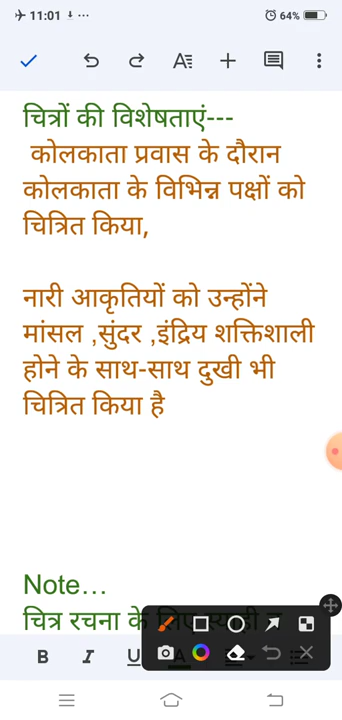 11:01
64%
चित्रों की विशेषताएं---
कोलकाता प्रवास के दौरान
कोलकाता के विभिन्न पक्षों को
चित्रित किया,
नारी आकृतियों को उन्होंने
मांसल ,सुंदर ,इंद्रिय शक्तिशाली
होने के साथ-साथ दुखी भी
चित्रित किया है
Note...
चित्र रचना के लिए स्याही
B I U A